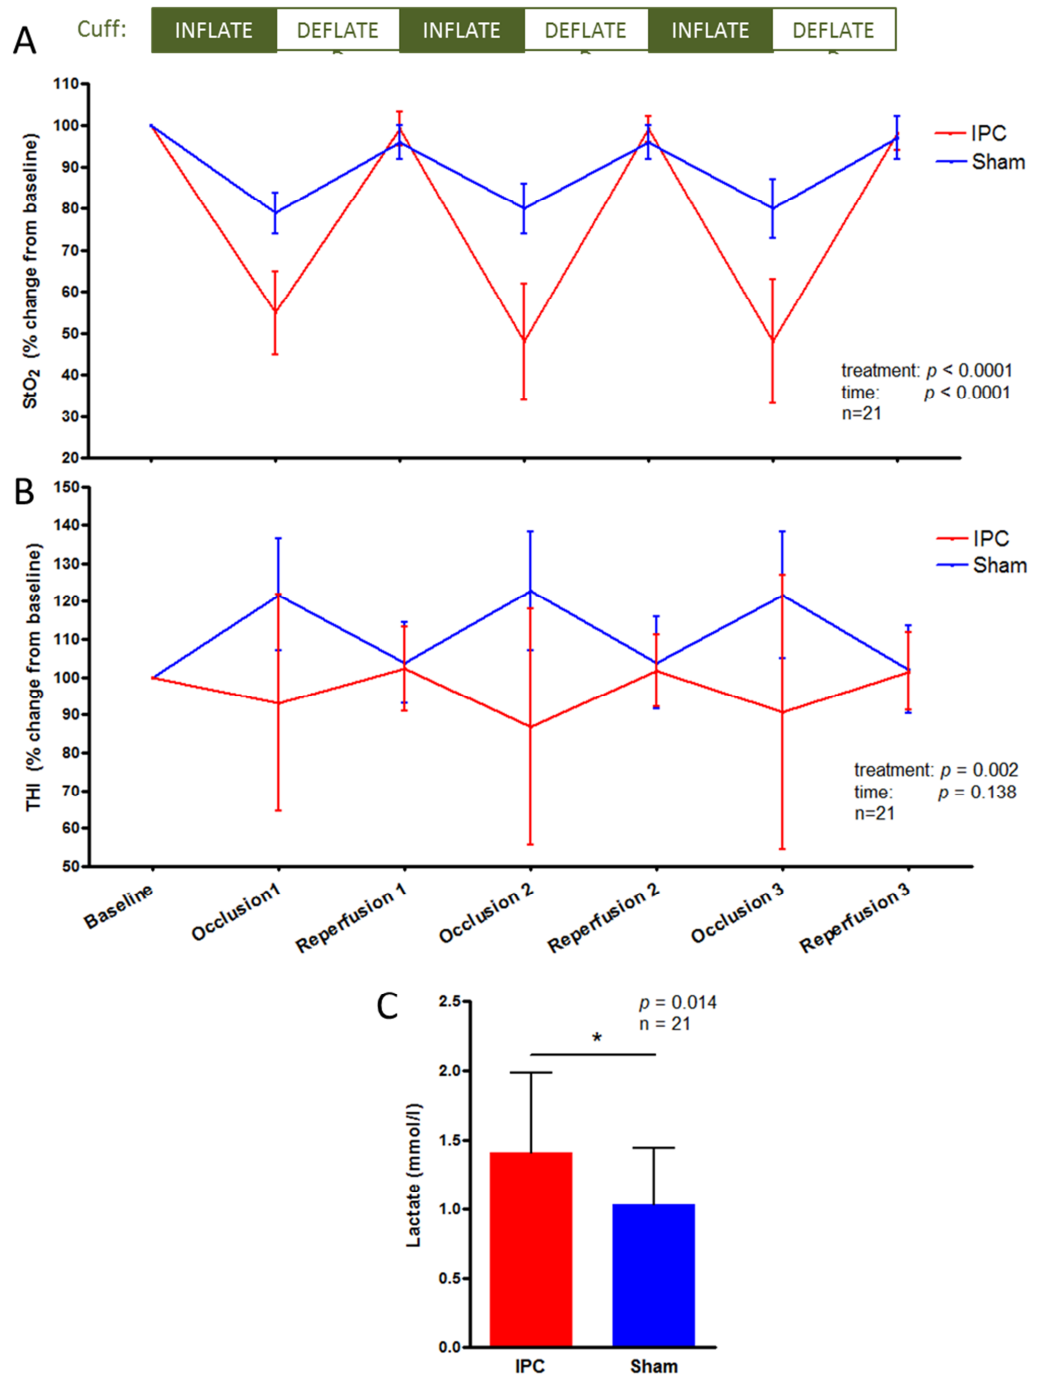 A
Cuff: INFLATE DEFLATE INFLATE DEFLATE INFLATE DEFLATE
110
100
90
80
70
60
50
40
30
20
StO2 (% change from baseline)
IPC
Sham
treatment: p < 0.0001
time: p < 0.0001
n=21
B
150
140
130
120
110
100
90
80
70
60
50
THI (% change from baseline)
IPC
Sham
treatment: p = 0.002
time: p = 0.138
n=21
Baseline
Occlusion1
Reperfusion 1
Occlusion 2
Reperfusion 2
Occlusion 3
Reperfusion 3
C
2.5
2.0
1.5
1.0
0.5
0.0
Lactate (mmol/l)
p = 0.014
n = 21
*
IPC
Sham